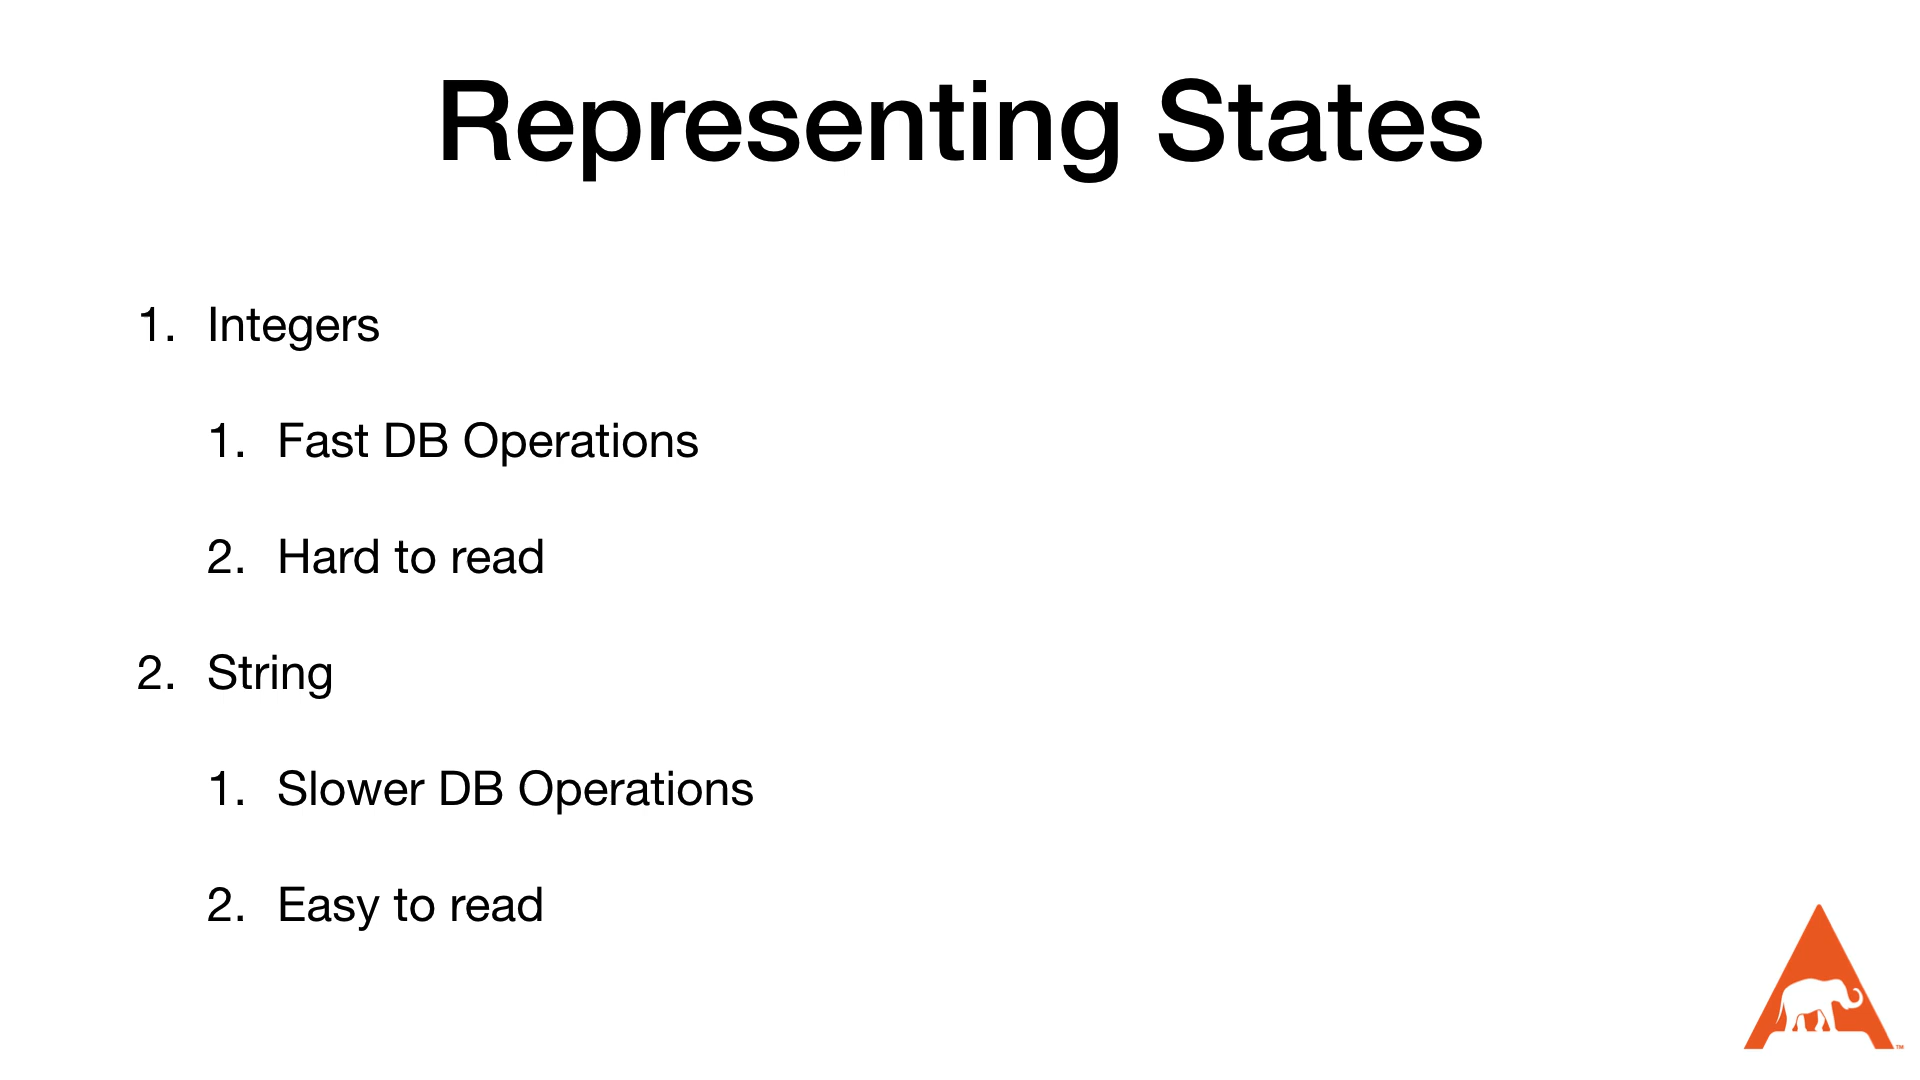 Representing States
1. Integers
1. Fast DB Operations
2. Hard to read
2. String
1. Slower DB Operations
2. Easy to read
A
™